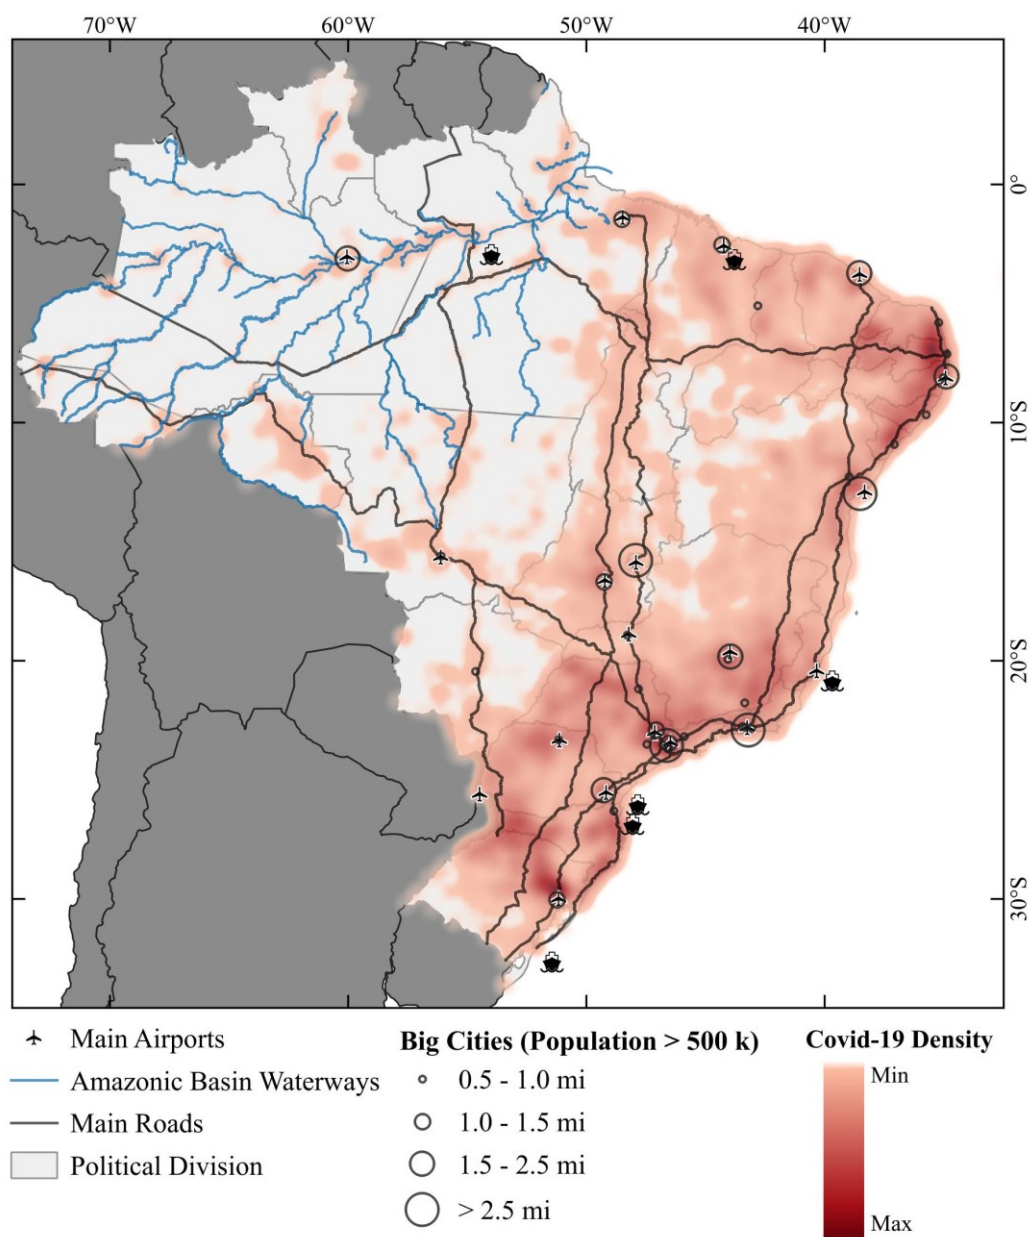 70°W 60°W 50°W 40°W
0°
10°S
20°S
30°S
Main Airports
Amazonic Basin Waterways
Main Roads
Political Division
Big Cities (Population > 500 k)
0.5 - 1.0 mi
1.0 - 1.5 mi
1.5 - 2.5 mi
> 2.5 mi
Covid-19 Density
Min
Max